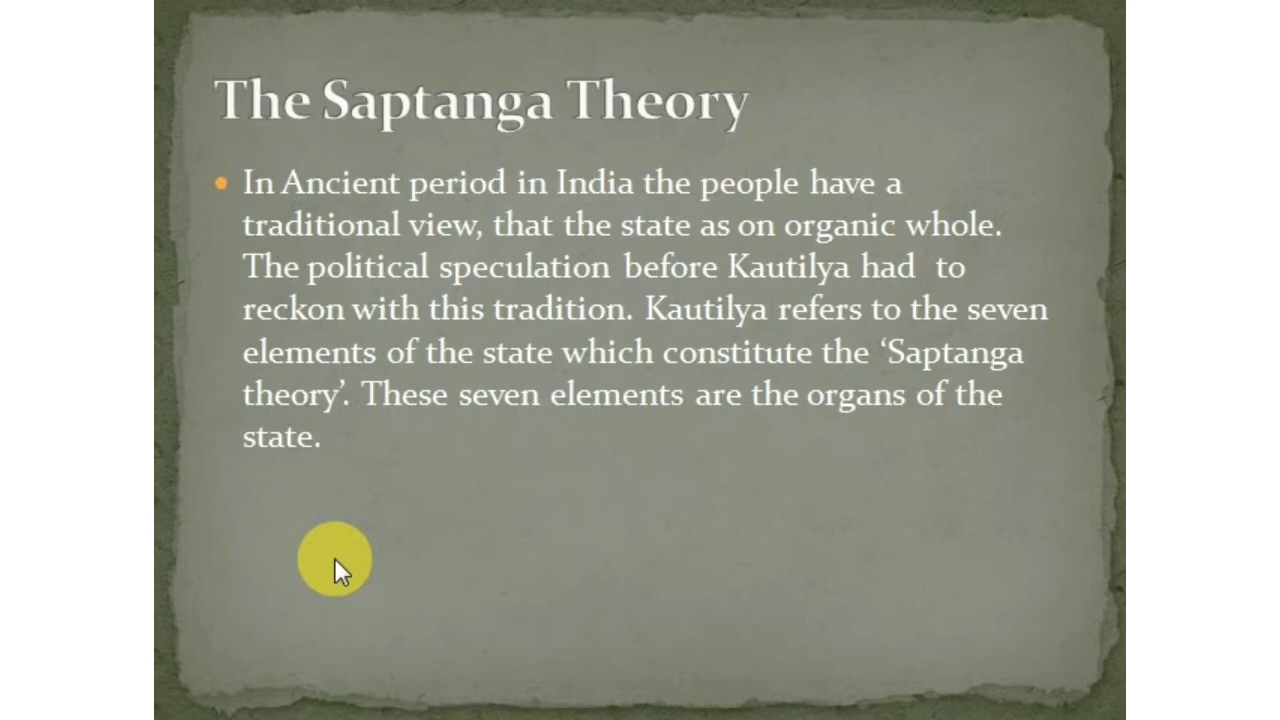 The Saptanga Theory
In Ancient period in India the people have a
traditional view, that the state as on organic whole.
The political speculation before Kautilya had to
reckon with this tradition. Kautilya refers to the seven
elements of the state which constitute the ‘Saptanga
theory’. These seven elements are the organs of the
state.